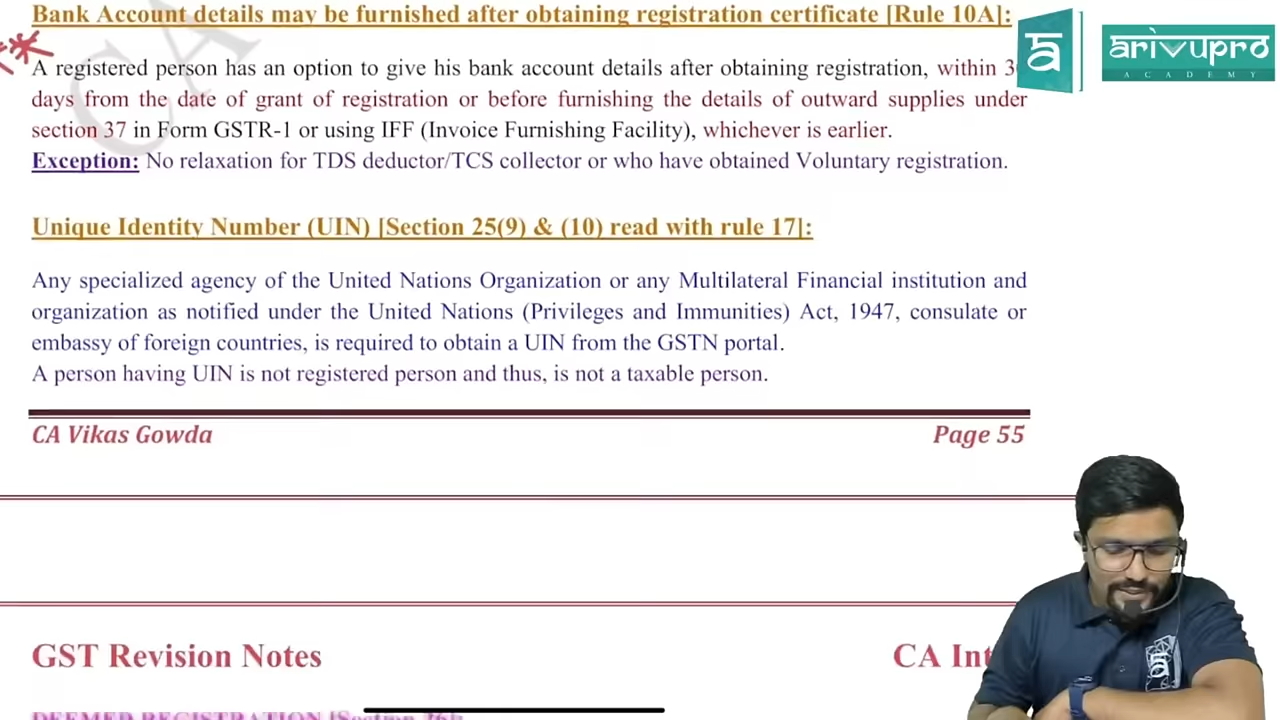 Bank Account details may be furnished after obtaining registration certificate [Rule 10A]:
arivupro
ACADEMY
A registered person has an option to give his bank account details after obtaining registration, within
days from the date of grant of registration or before furnishing the details of outward supplies under
section 37 in Form GSTR-1 or using IFF (Invoice Furnishing Facility), whichever is earlier.
Exception: No relaxation for TDS deductor/TCS collector or who have obtained Voluntary registration.
Unique Identity Number (UIN) [Section 25(9) & (10) read with rule 17]:
Any specialized agency of the United Nations Organization or any Multilateral Financial institution and
organization as notified under the United Nations (Privileges and Immunities) Act, 1947, consulate or
embassy of foreign countries, is required to obtain a UIN from the GSTN portal.
A person having UIN is not registered person and thus, is not a taxable person.
CA Vikas Gowda
Page 55
GST Revision Notes
CA
DEEMED REGISTRATION [Section 26]:
CA